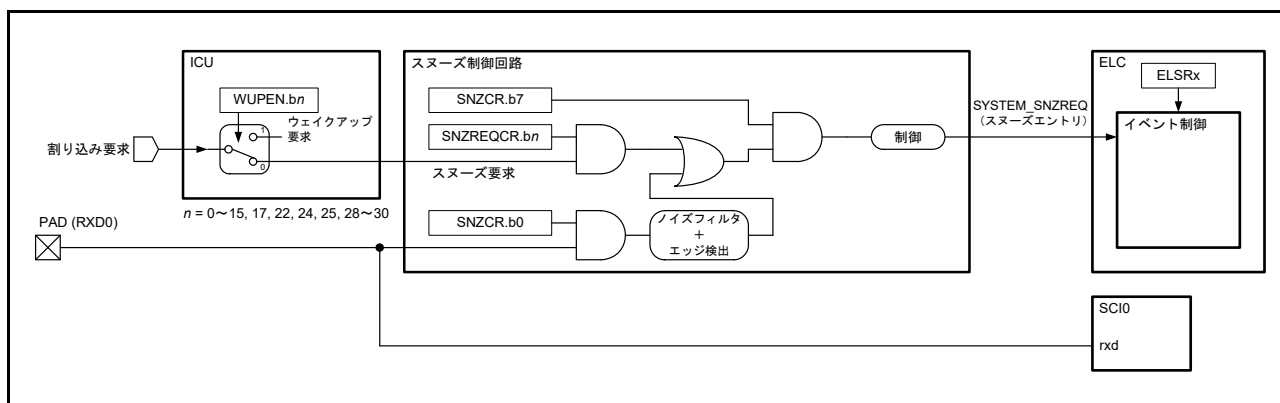 ICU
WUPEN.bn
1
ウェイクアップ
要求
0
割り込み要求
n = 0～15, 17, 22, 24, 25, 28～30
PAD (RXD0)
スヌーズ制御回路
SNZCR.b7
SNZREQCR.bn
スヌーズ要求
SNZCR.b0
ノイズフィルタ
+
エッジ検出
制御
SYSTEM_SNZREQ
（スヌーズエントリ）
ELC
ELSRx
イベント制御
SCI0
rxd